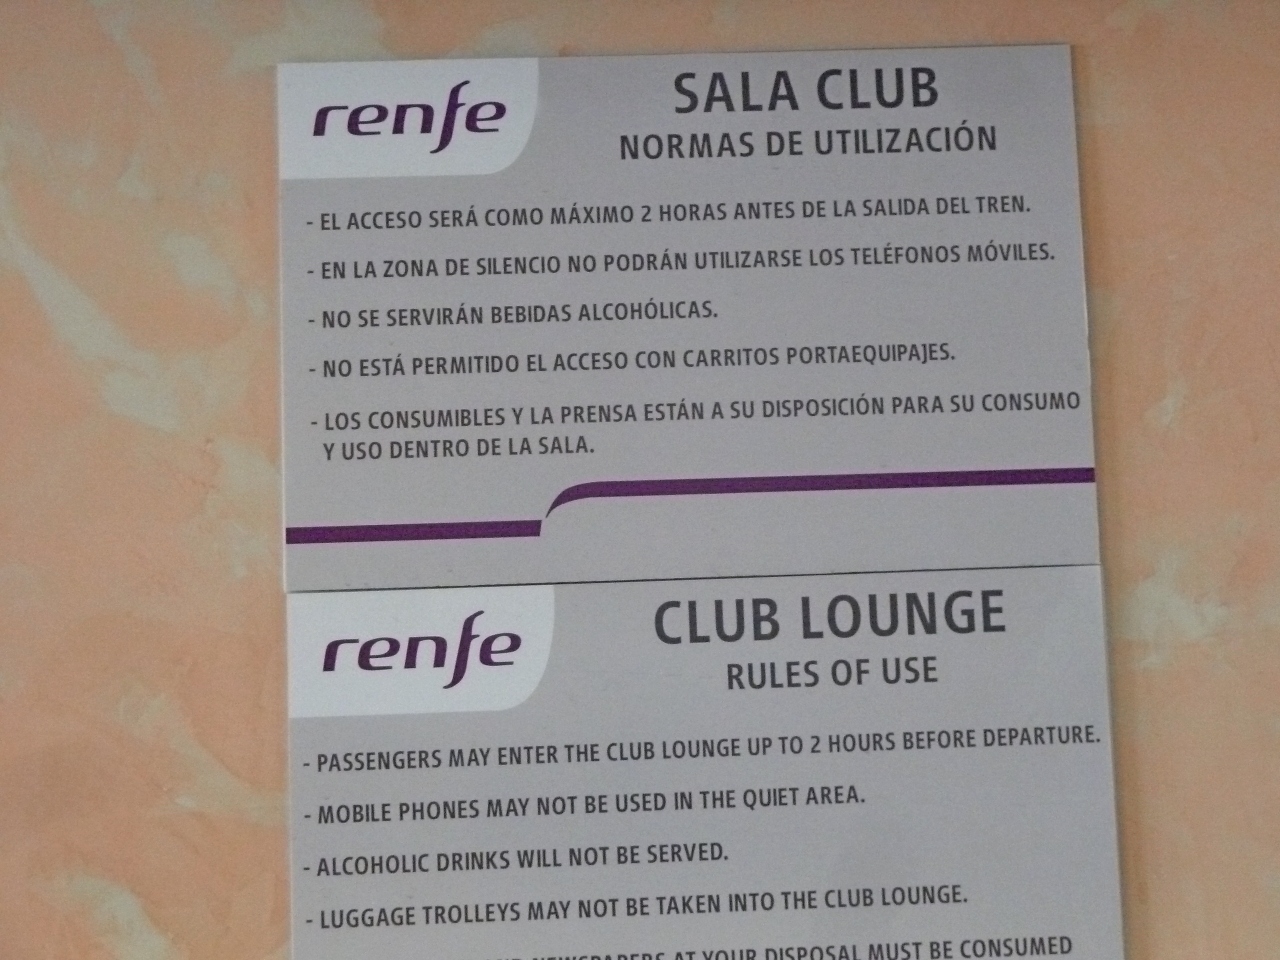 renfe
SALA CLUB
NORMAS DE UTILIZACIÓN
- EL ACCESO SERÁ COMO MÁXIMO 2 HORAS ANTES DE LA SALIDA DEL TREN.
- EN LA ZONA DE SILENCIO NO PODRÁN UTILIZARSE LOS TELÉFONOS MÓVILES.
- NO SE SERVIRÁN BEBIDAS ALCOHÓLICAS.
- NO ESTÁ PERMITIDO EL ACCESO CON CARRITOS PORTAEQUIPAJES.
- LOS CONSUMIBLES Y LA PRENSA ESTÁN A SU DISPOSICIÓN PARA SU CONSUMO
Y USO DENTRO DE LA SALA.
renfe
CLUB LOUNGE
RULES OF USE
- PASSENGERS MAY ENTER THE CLUB LOUNGE UP TO 2 HOURS BEFORE DEPARTURE.
- MOBILE PHONES MAY NOT BE USED IN THE QUIET AREA.
- ALCOHOLIC DRINKS WILL NOT BE SERVED.
- LUGGAGE TROLLEYS MAY NOT BE TAKEN INTO THE CLUB LOUNGE.
NEWSPAPERS AT YOUR DISPOSAL MUST BE CONSUMED